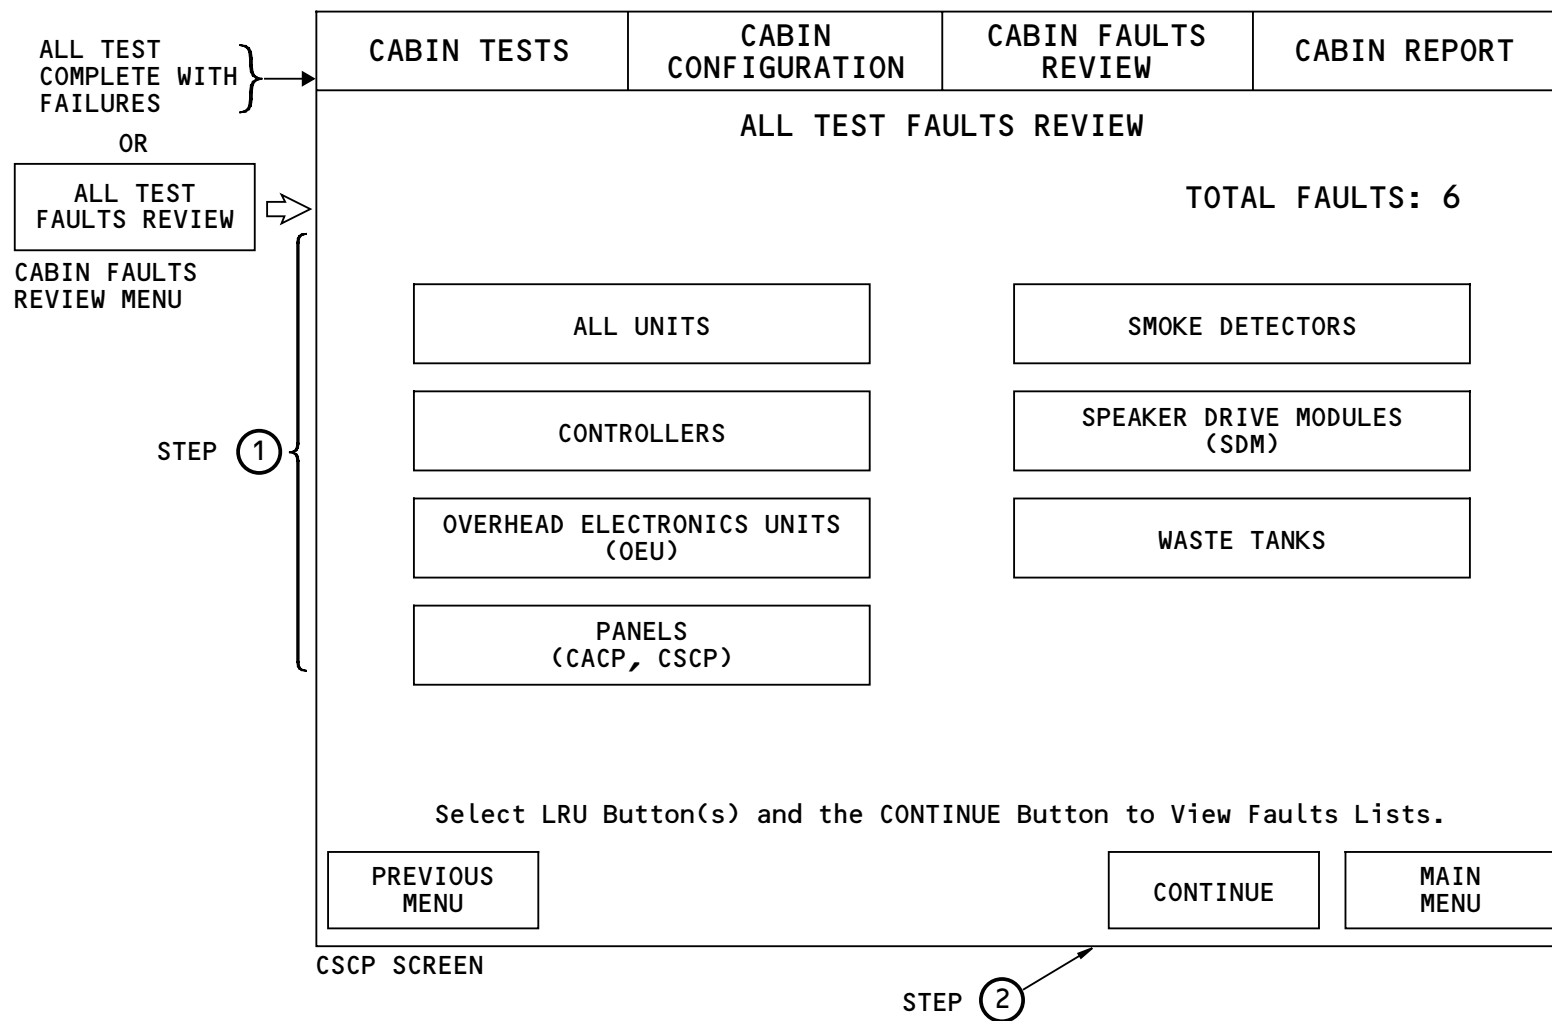 ALL TEST
COMPLETE WITH
FAILURES
OR
ALL TEST
FAULTS REVIEW
CABIN FAULTS
REVIEW MENU
STEP 1
CABIN TESTS
CABIN
CONFIGURATION
CABIN FAULTS
REVIEW
CABIN REPORT
ALL TEST FAULTS REVIEW
TOTAL FAULTS: 6
ALL UNITS
SMOKE DETECTORS
CONTROLLERS
SPEAKER DRIVE MODULES
(SDM)
OVERHEAD ELECTRONICS UNITS
(OEU)
WASTE TANKS
PANELS
(CACP, CSCP)
Select LRU Button(s) and the CONTINUE Button to View Faults Lists.
PREVIOUS
MENU
CONTINUE
MAIN
MENU
CSCP SCREEN
STEP 2